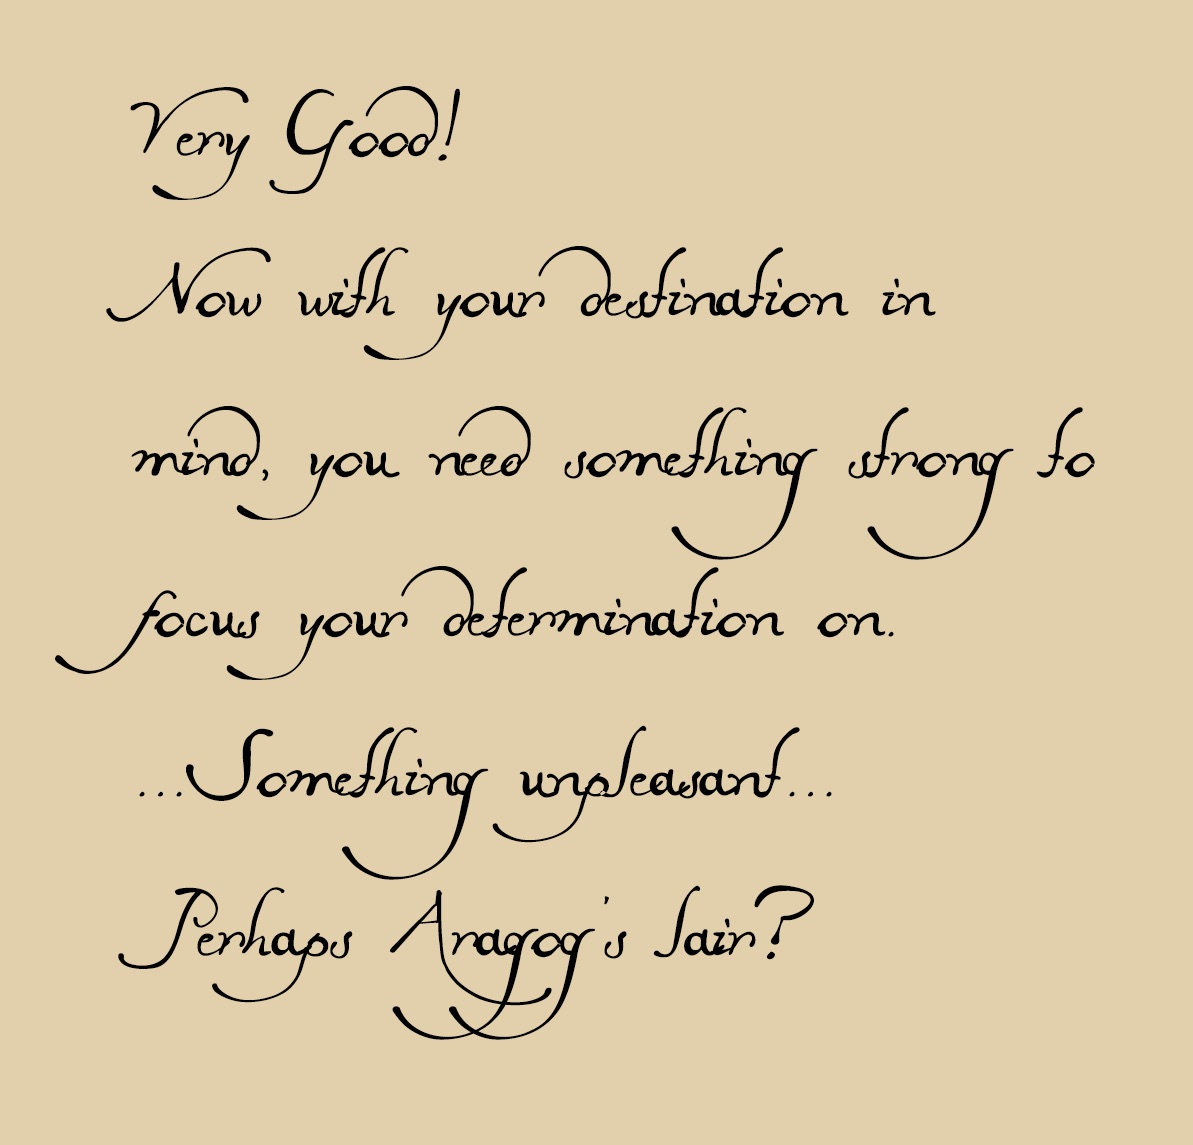 Very Good!
Now with your destination in
mind, you need something strong to
focus your determination on.
...Something unpleasant...
Perhaps Aragog's lair?